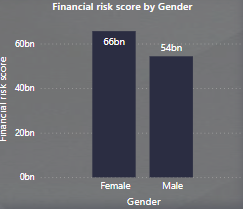 Financial risk score by Gender
Financial risk score
60bn
40bn
20bn
0bn
66bn
54bn
Female
Male
Gender